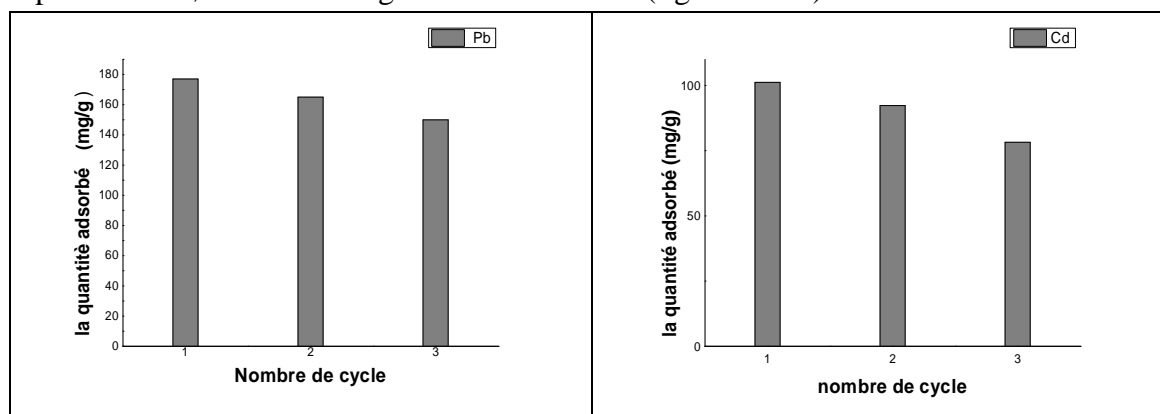 Pb
180
160
140
120
100
80
60
40
20
0
la quantitè adsorbé (mg/g)
1 2 3
Nombre de cycle
Cd
100
50
0
la quantité adsorbé (mg/g)
1 2 3
nombre de cycle